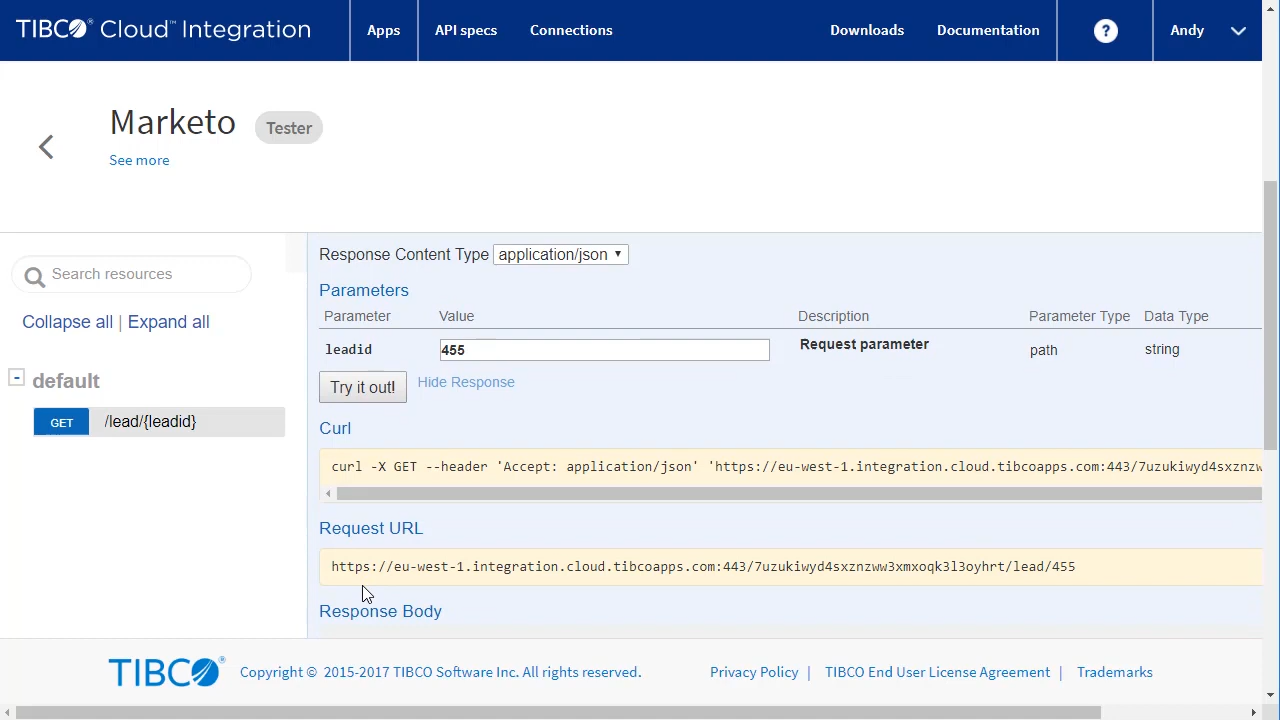 TIBCO® Cloud™ Integration
Apps
API specs
Connections
Downloads
Documentation
?
Andy
Marketo
Tester
See more
Search resources
Collapse all | Expand all
- default
GET /lead/{leadid}
Response Content Type application/json
Parameters
Parameter Value Description Parameter Type Data Type
leadid 455 Request parameter path string
Try it out! Hide Response
Curl
curl -X GET --header 'Accept: application/json' 'https://eu-west-1.integration.cloud.tibcoapps.com:443/7uzukiwyd4sxznzw
Request URL
https://eu-west-1.integration.cloud.tibcoapps.com:443/7uzukiwyd4sxznzww3xmxoqk3l3oyhrt/lead/455
Response Body
TIBCO® Copyright © 2015-2017 TIBCO Software Inc. All rights reserved. Privacy Policy | TIBCO End User License Agreement | Trademarks